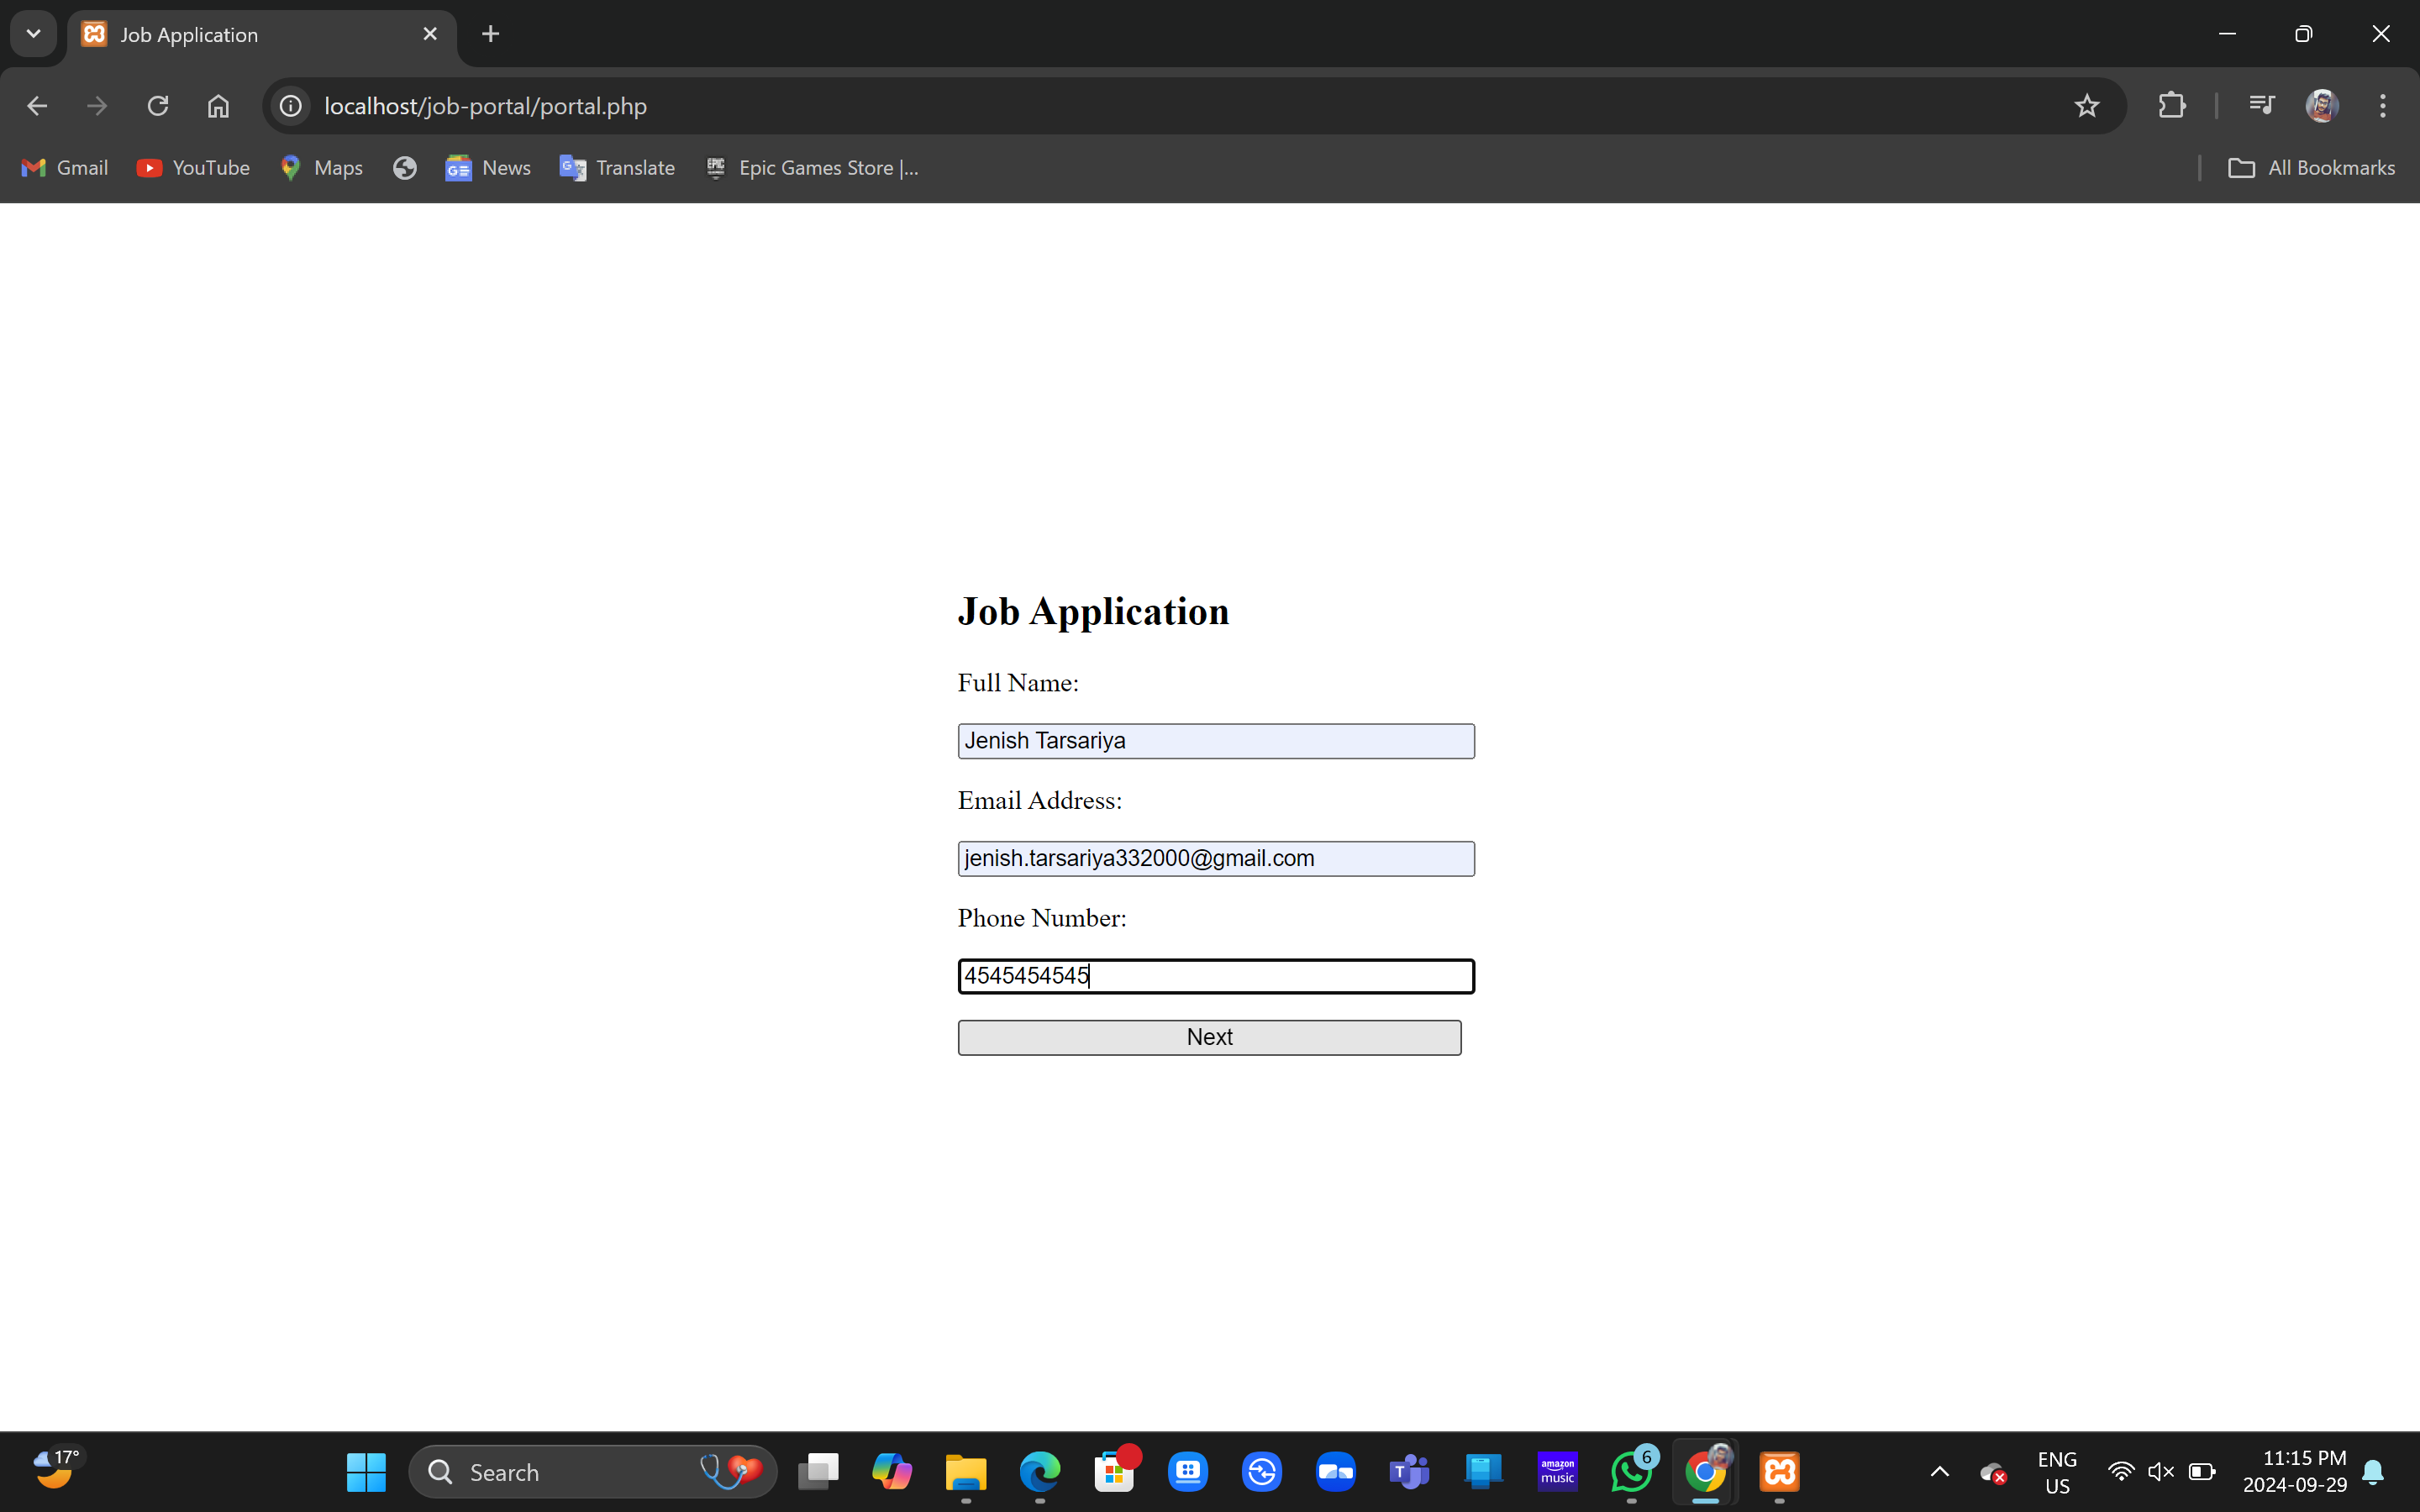 Job Application
localhost/job-portal/portal.php
Gmail YouTube Maps News Translate Epic Games Store |... All Bookmarks
Job Application
Full Name:
Jenish Tarsariya
Email Address:
jenish.tarsariya332000@gmail.com
Phone Number:
4545454545
Next
17°
Search
amazon
music
6
ENG
US
11:15 PM
2024-09-29